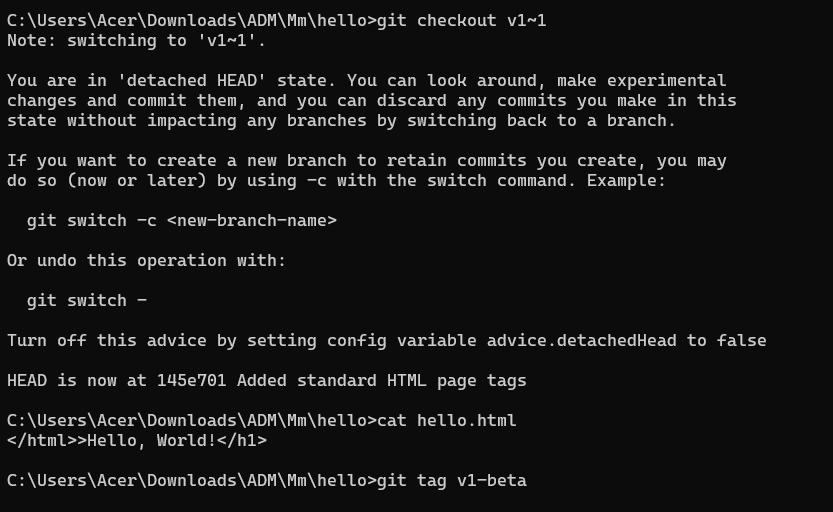 C:\Users\Acer\Downloads\ADM\Mm\hello>git checkout v1~1
Note: switching to 'v1~1'.
You are in 'detached HEAD' state. You can look around, make experimental
changes and commit them, and you can discard any commits you make in this
state without impacting any branches by switching back to a branch.
If you want to create a new branch to retain commits you create, you may
do so (now or later) by using -c with the switch command. Example:
git switch -c <new-branch-name>
Or undo this operation with:
git switch -
Turn off this advice by setting config variable advice.detachedHead to false
HEAD is now at 145e701 Added standard HTML page tags
C:\Users\Acer\Downloads\ADM\Mm\hello>cat hello.html
</html>>Hello, World!</h1>
C:\Users\Acer\Downloads\ADM\Mm\hello>git tag v1-beta